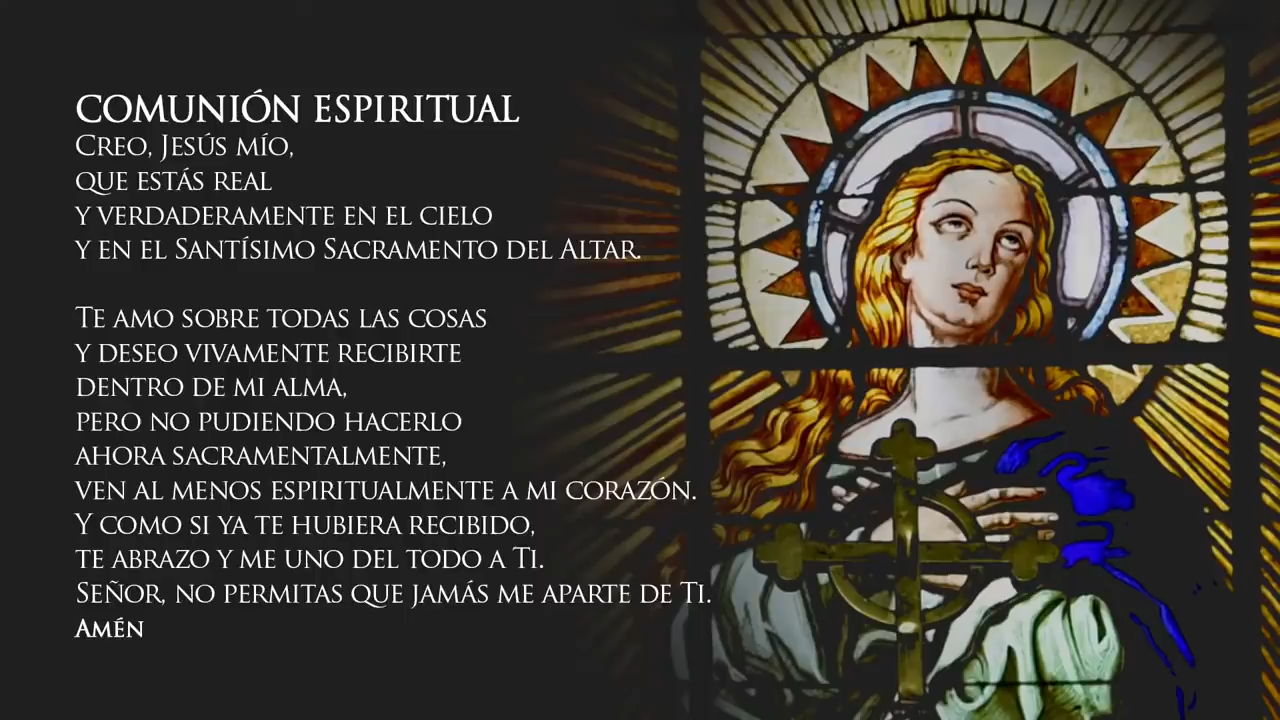 COMUNIÓN ESPIRITUAL
CREO, JESÚS MÍO,
QUE ESTÁS REAL
Y VERDADERAMENTE EN EL CIELO
Y EN EL SANTÍSIMO SACRAMENTO DEL ALTAR.
TE AMO SOBRE TODAS LAS COSAS
Y DESEO VIVAMENTE RECIBIRTE
DENTRO DE MI ALMA,
PERO NO PUDIENDO HACERLO
AHORA SACRAMENTALMENTE,
VEN AL MENOS ESPIRITUALMENTE A MI CORAZÓN.
Y COMO SI YA TE HUBIERA RECIBIDO,
TE ABRAZO Y ME UNO DEL TODO A TI.
SEÑOR, NO PERMITAS QUE JAMÁS ME APARTE DE TI.
AMÉN